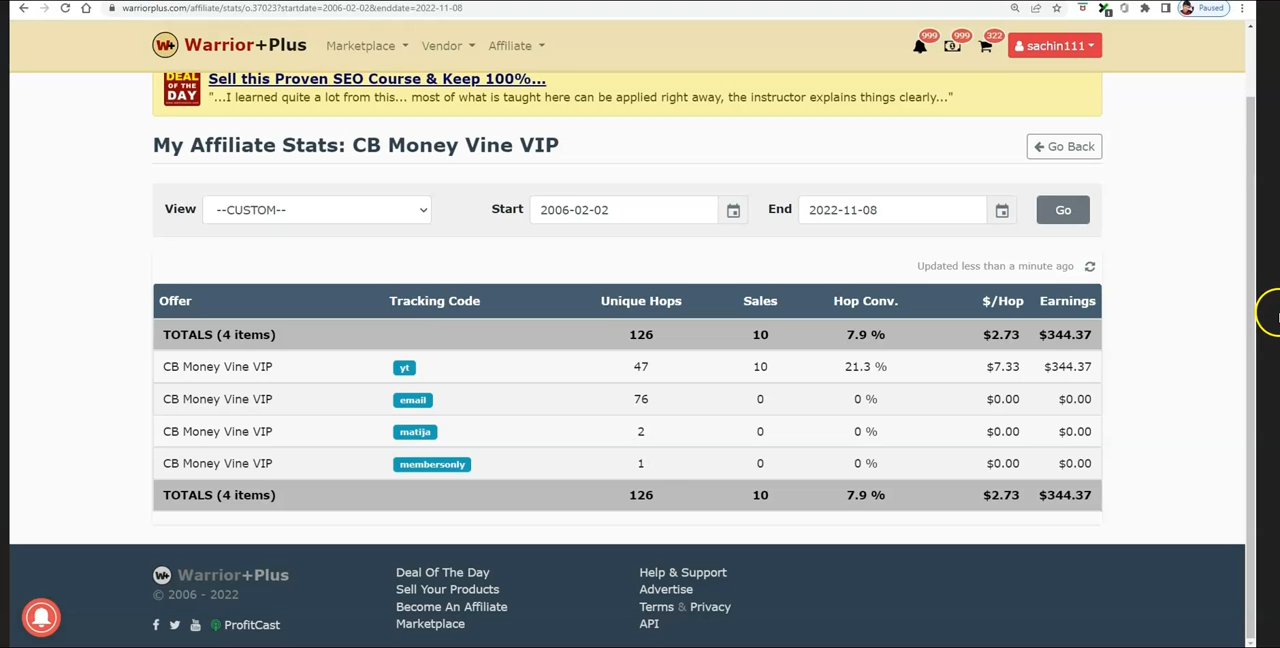 warriorplus.com/affiliate/stats/o.37023?startdate=2006-02-02&enddate=2022-11-08
1
Paused
W+ Warrior+Plus Marketplace Vendor Affiliate 999 999 322 sachin111
DEAL OF THE DAY
Sell this Proven SEO Course & Keep 100%...
"...I learned quite a lot from this... most of what is taught here can be applied right away, the instructor explains things clearly..."
My Affiliate Stats: CB Money Vine VIP Go Back
View --CUSTOM-- Start 2006-02-02 End 2022-11-08 Go
Updated less than a minute ago
Offer Tracking Code Unique Hops Sales Hop Conv. $/Hop Earnings
TOTALS (4 items) 126 10 7.9 % $2.73 $344.37
CB Money Vine VIP yt 47 10 21.3 % $7.33 $344.37
CB Money Vine VIP email 76 0 0 % $0.00 $0.00
CB Money Vine VIP matija 2 0 0 % $0.00 $0.00
CB Money Vine VIP membersonly 1 0 0 % $0.00 $0.00
TOTALS (4 items) 126 10 7.9 % $2.73 $344.37
W+ Warrior+Plus
© 2006 - 2022
ProfitCast
Deal Of The Day
Sell Your Products
Become An Affiliate
Marketplace
Help & Support
Advertise
Terms & Privacy
API